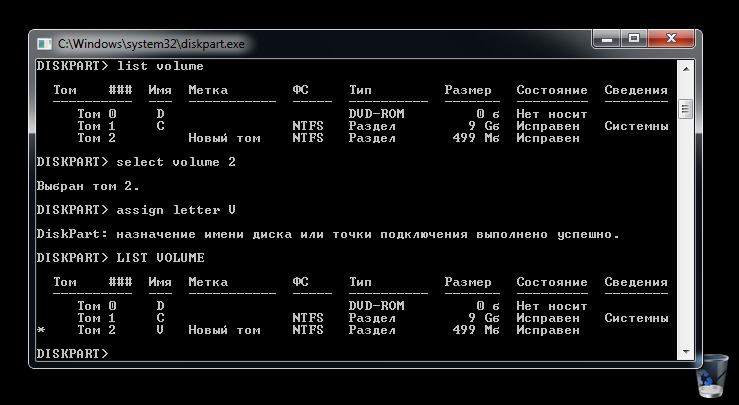 C:\Windows\system32\diskpart.exe
DISKPART> list volume
Том ### Имя Метка ФС Тип Размер Состояние Сведения
---------- --- ----------- ----- ---------- ------- --------- --------
Том 0 D DVD-ROM 0 б Нет носит
Том 1 C NTFS Раздел 9 Gб Исправен Системны
Том 2 Новый том NTFS Раздел 499 Mб Исправен
DISKPART> select volume 2
Выбран том 2.
DISKPART> assign letter V
DiskPart: назначение имени диска или точки подключения выполнено успешно.
DISKPART> LIST VOLUME
Том ### Имя Метка ФС Тип Размер Состояние Сведения
---------- --- ----------- ----- ---------- ------- --------- --------
Том 0 D DVD-ROM 0 б Нет носит
Том 1 C NTFS Раздел 9 Gб Исправен Системны
* Том 2 V Новый том NTFS Раздел 499 Mб Исправен
DISKPART>